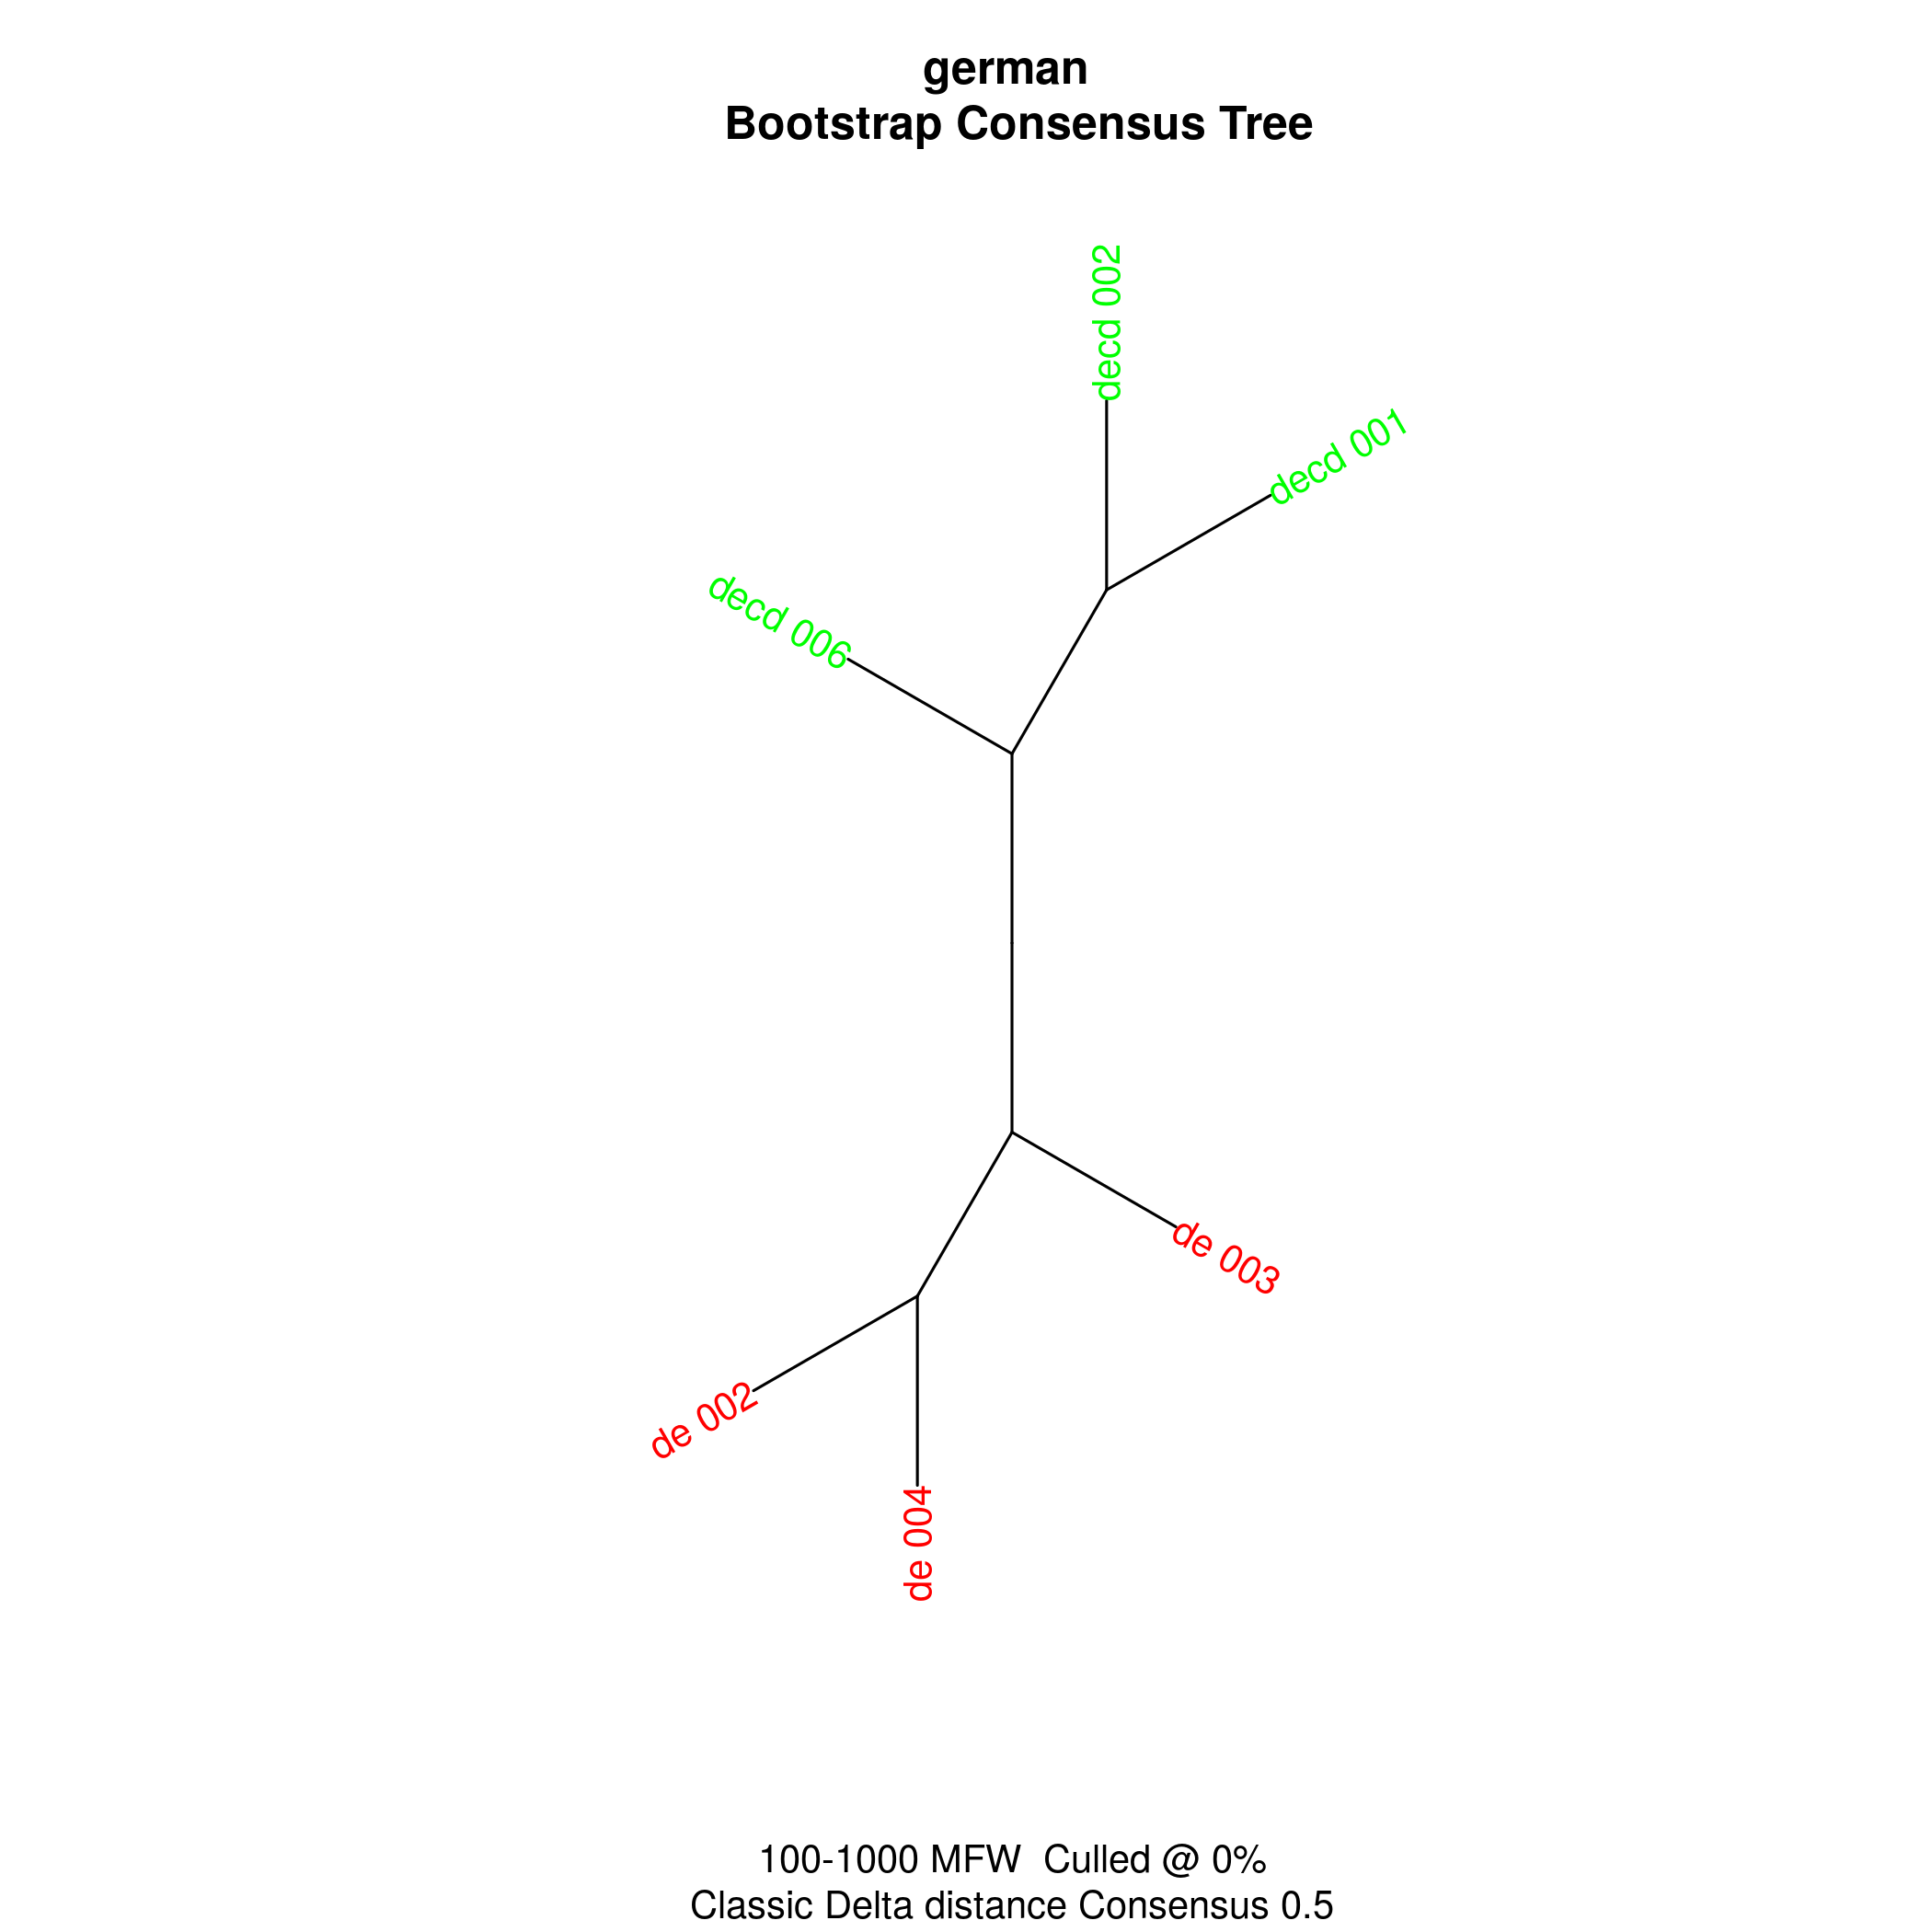 german
Bootstrap Consensus Tree
decd 002
decd 001
decd 006
de 003
de 002
de 004
100-1000 MFW  Culled @ 0%
Classic Delta distance Consensus 0.5